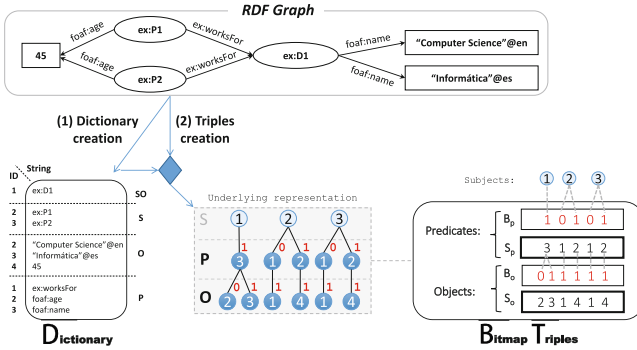 RDF Graph
ex:P1
foaf:age
ex:worksFor
45
ex:D1
foaf:name
"Computer Science"@en
foaf:age
ex:worksFor
ex:P2
foaf:name
"Informática"@es
(1) Dictionary creation
(2) Triples creation
ID String
1 ex:D1 SO
2 ex:P1
3 ex:P2
S
2 "Computer Science"@en
3 "Informática"@es
4 45
O
1 ex:worksFor
2 foaf:age
3 foaf:name
P
Dictionary
Underlying representation
S 1 2 3
1 0 1 0 1
P 3 1 2 1 2
0 1 1 1 1 1
O 2 3 1 4 1 4
Subjects: 1 2 3
Predicates:
Bp 1 0 1 0 1
Sp 3 1 2 1 2
Objects:
Bo 0 1 1 1 1 1
So 2 3 1 4 1 4
Bitmap Triples